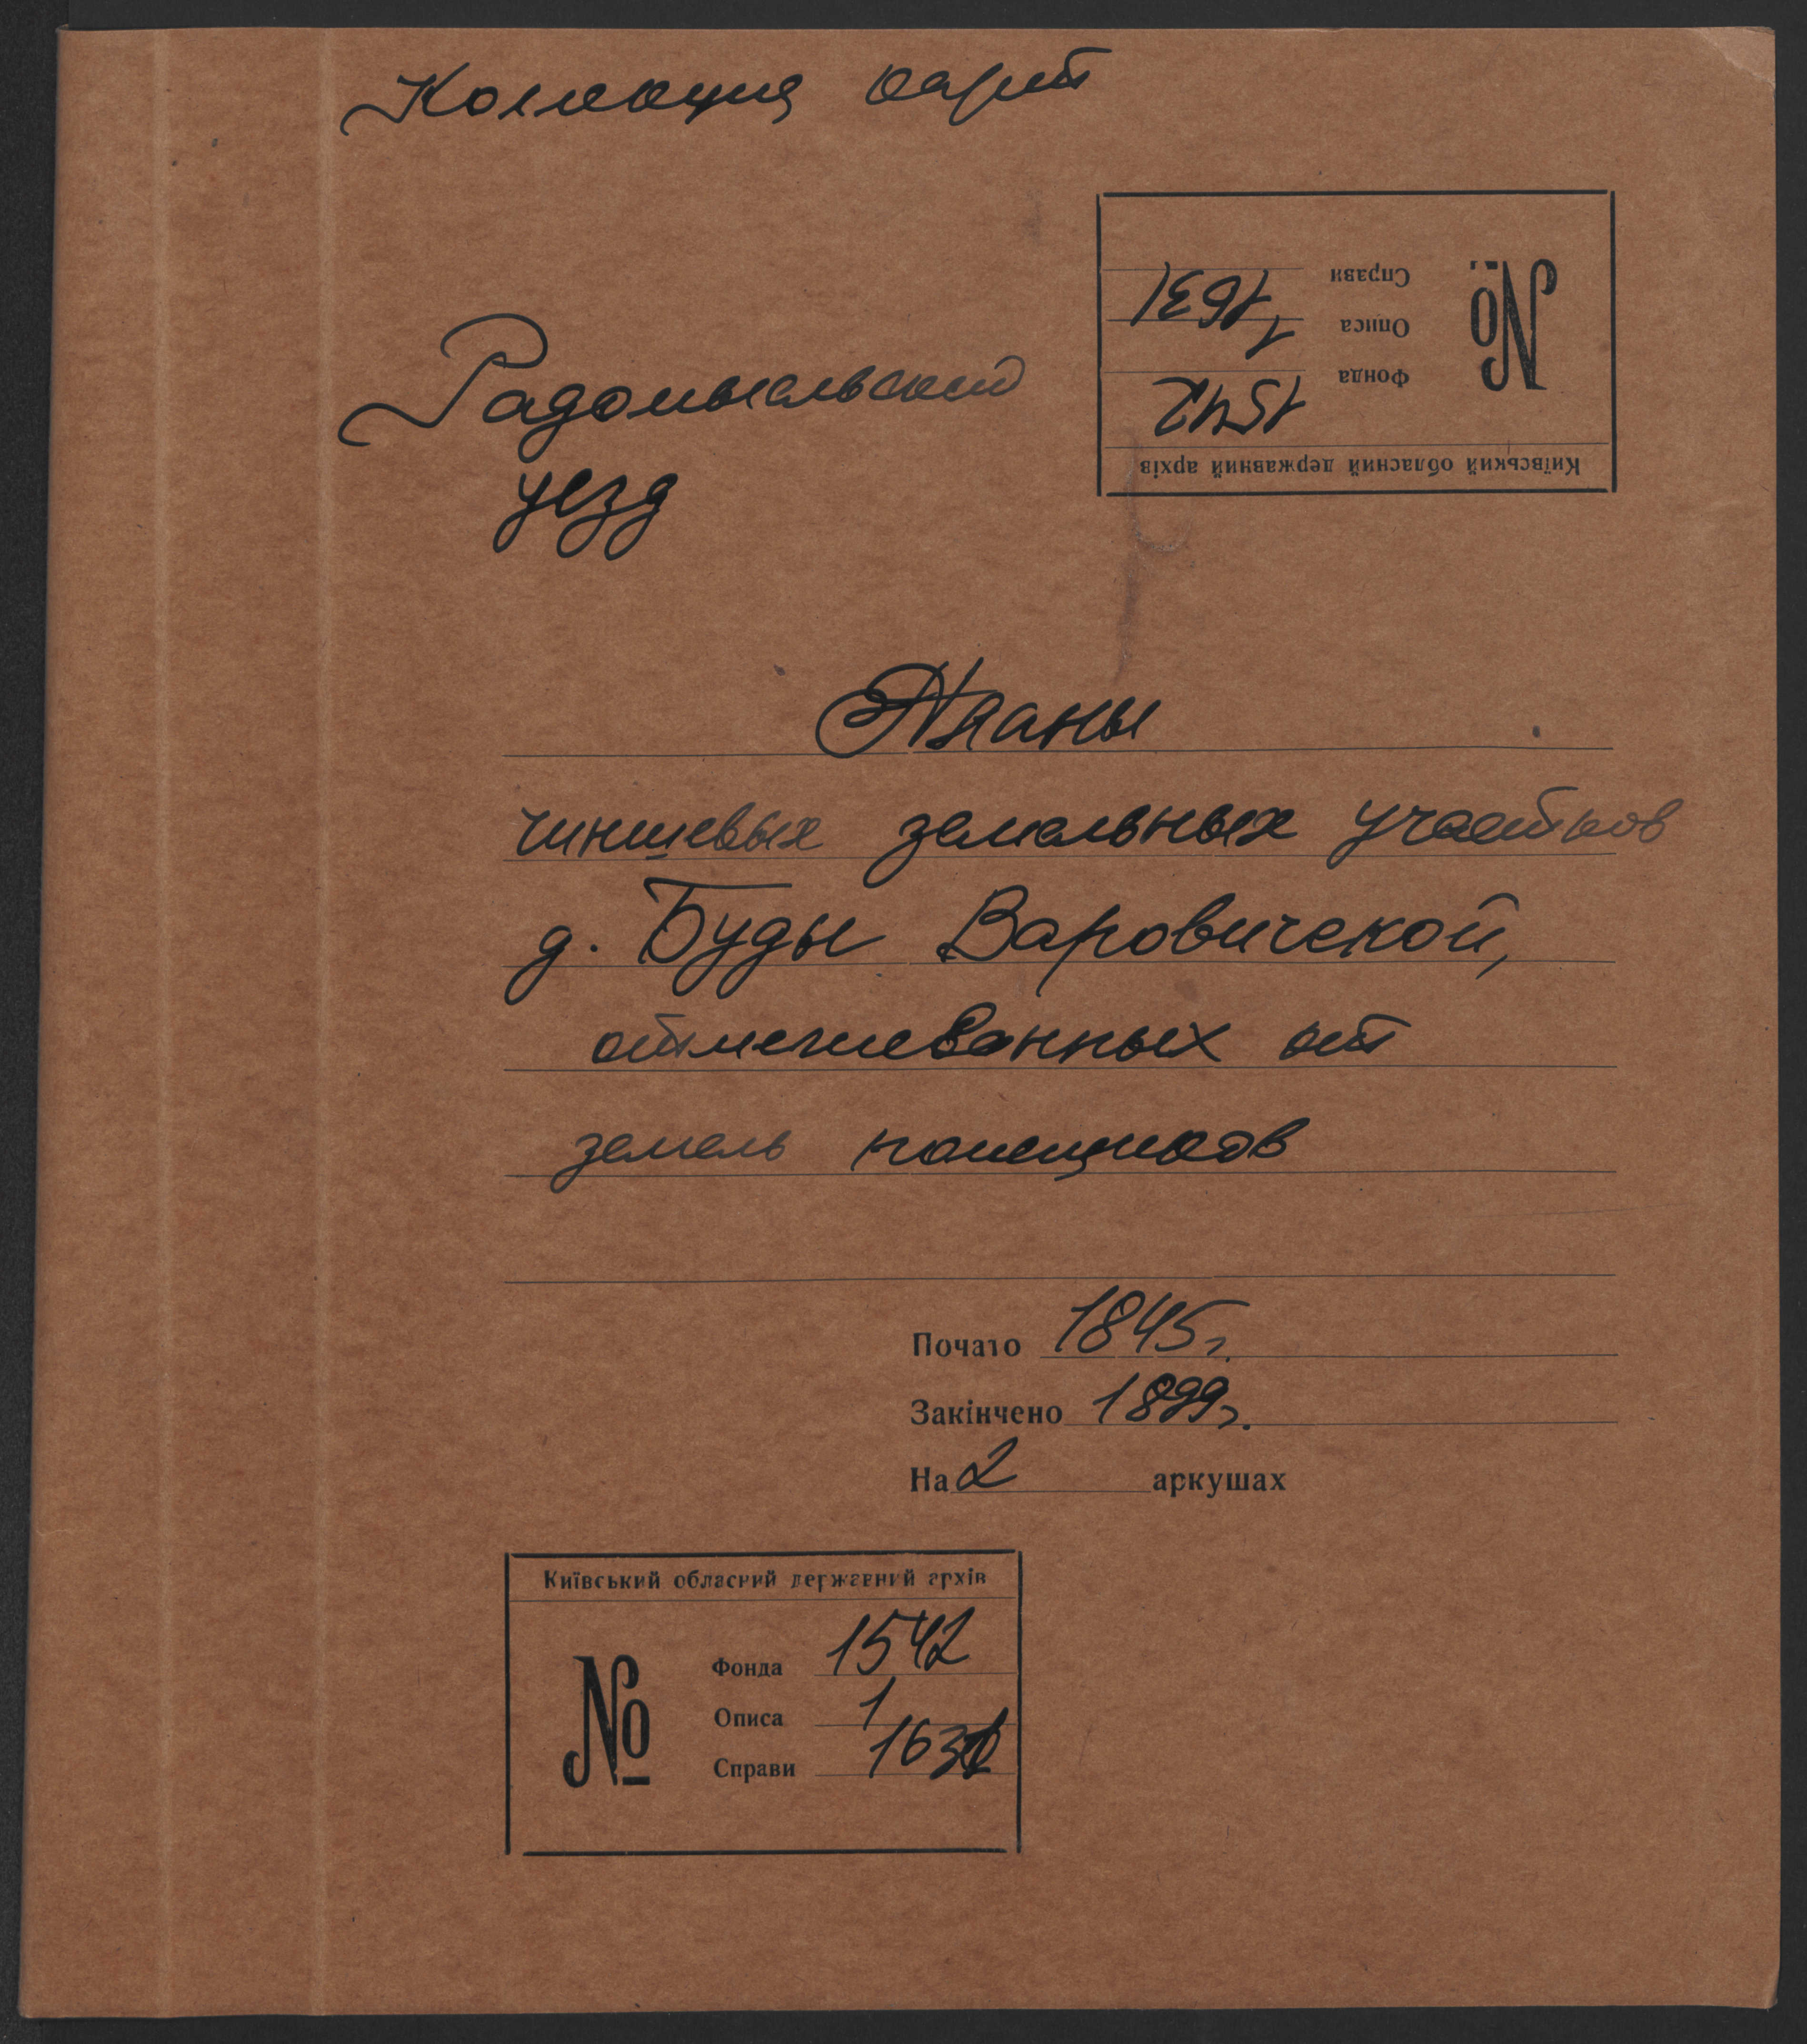 Коллекция карт
Справи 1631
Описа 1
Фонда 1542
№
Київський обласний державний архів
Радомысльский
уезд
Планы
чиншевых земельных участков
д. Буды Варовичской,
отмежеванных от
земель помещиков
Почато 1845 г.
Закінчено 1899 г.
На 2 аркушах
Київський обласний державний архів
№
Фонда 1542
Описа 1
Справи 1631